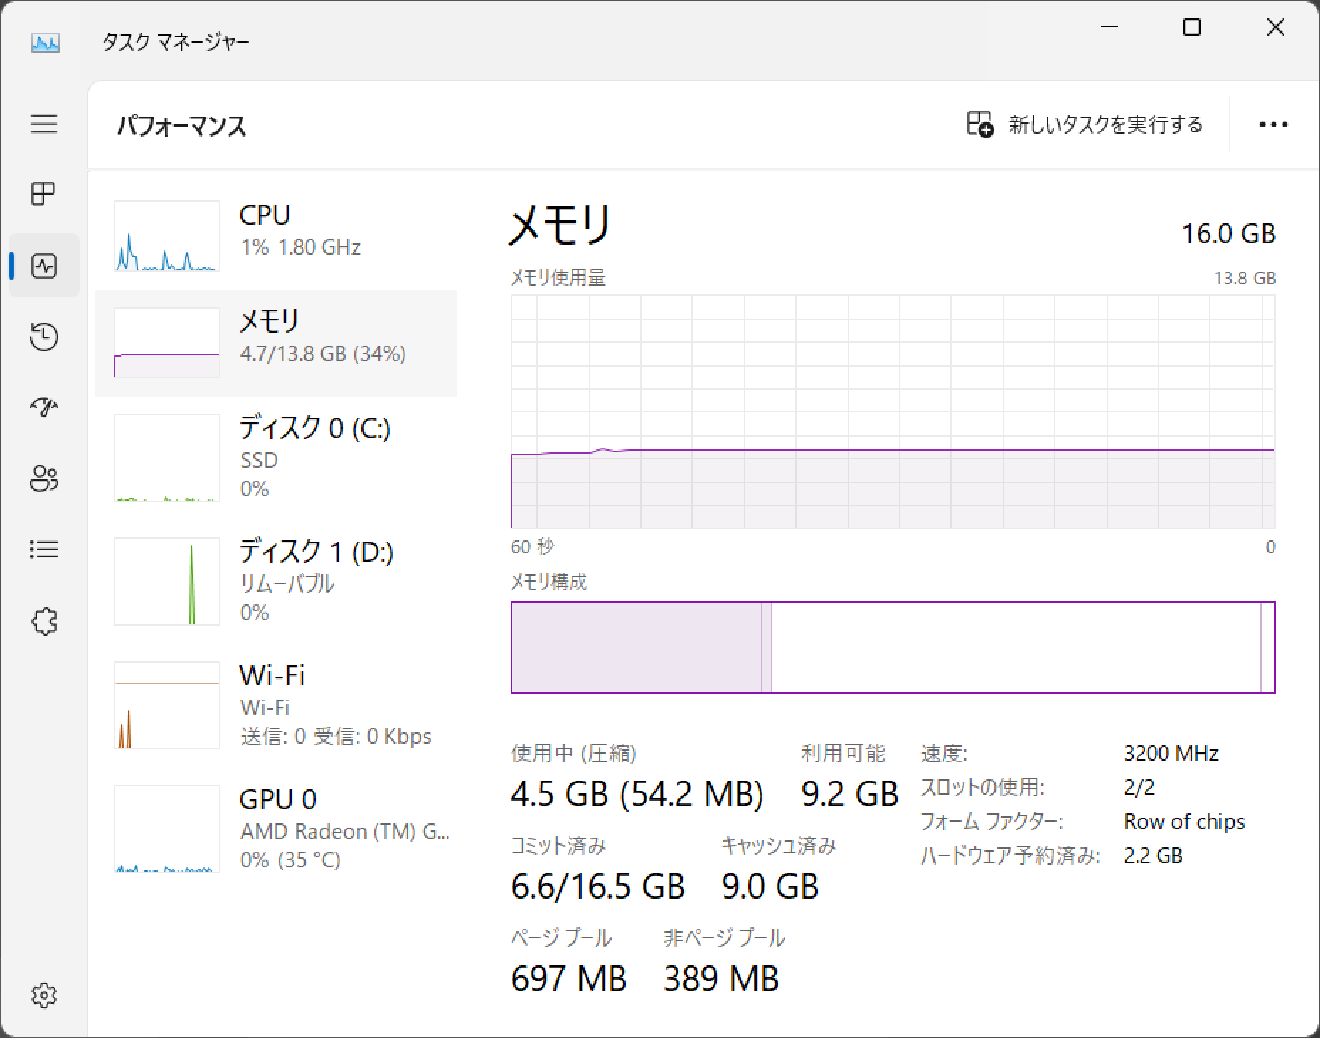 タスク マネージャー
パフォーマンス
新しいタスクを実行する
CPU
1% 1.80 GHz
メモリ
4.7/13.8 GB (34%)
ディスク 0 (C:)
SSD
0%
ディスク 1 (D:)
リムーバブル
0%
Wi-Fi
Wi-Fi
送信: 0 受信: 0 Kbps
GPU 0
AMD Radeon (TM) G...
0% (35 °C)
メモリ
16.0 GB
メモリ使用量
13.8 GB
60 秒
0
メモリ構成
使用中 (圧縮)
4.5 GB (54.2 MB)
利用可能
9.2 GB
コミット済み
6.6/16.5 GB
キャッシュ済み
9.0 GB
ページ プール
697 MB
非ページ プール
389 MB
速度: 3200 MHz
スロットの使用: 2/2
フォーム ファクター: Row of chips
ハードウェア予約済み: 2.2 GB